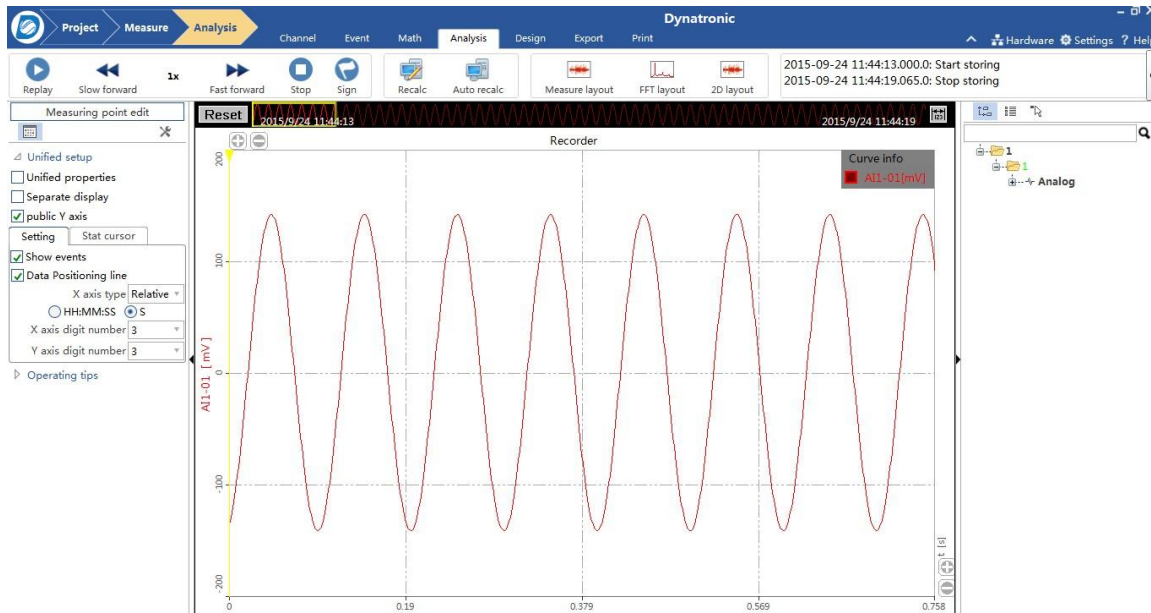 Dynatronic
Project
Measure
Analysis
Channel
Event
Math
Analysis
Design
Export
Print
Hardware
Settings
? Help
Replay
Slow forward
1x
Fast forward
Stop
Sign
Recalc
Auto recalc
Measure layout
FFT layout
2D layout
2015-09-24 11:44:13.000.0: Start storing
2015-09-24 11:44:19.065.0: Stop storing
Measuring point edit
Unified setup
Unified properties
Separate display
public Y axis
Setting
Stat cursor
Show events
Data Positioning line
X axis type Relative
HH:MM:SS S
X axis digit number 3
Y axis digit number 3
Operating tips
Reset
2015/9/24 11:44:13
2015/9/24 11:44:19
Recorder
Curve info
AI1-01[mV]
200
100
0
-100
-200
AI1-01 [ mV ]
t [s]
0
0.19
0.379
0.569
0.758
1
1
Analog